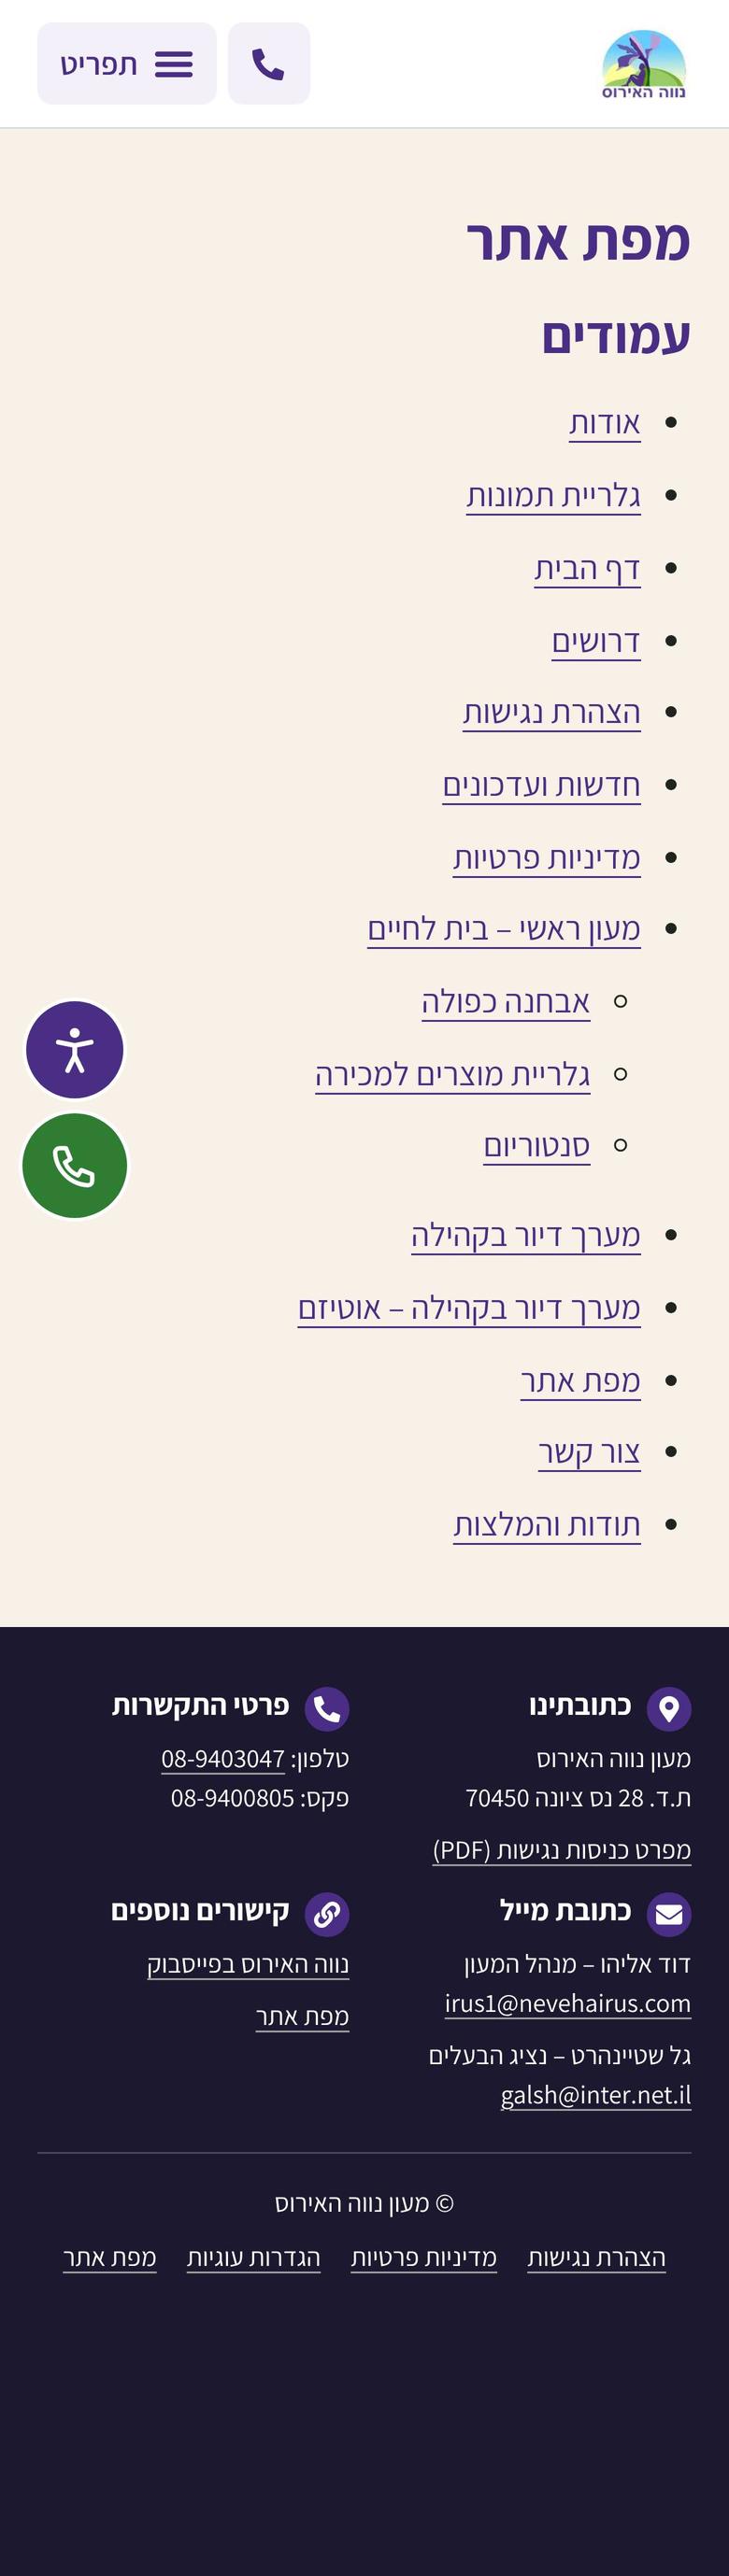 נווה האירוס
תפריט
מפת אתר
עמודים
אודות
גלריית תמונות
דף הבית
דרושים
הצהרת נגישות
חדשות ועדכונים
מדיניות פרטיות
מעון ראשי – בית לחיים
אבחנה כפולה
גלריית מוצרים למכירה
סנטוריום
מערך דיור בקהילה
מערך דיור בקהילה – אוטיזם
מפת אתר
צור קשר
תודות והמלצות
כתובתינו
מעון נווה האירוס
ת.ד. 28 נס ציונה 70450
מפרט כניסות נגישות (PDF)
פרטי התקשרות
טלפון: 08-9403047
פקס: 08-9400805
כתובת מייל
דוד אליהו – מנהל המעון
irus1@nevehairus.com
גל שטיינהרט – נציג הבעלים
galsh@inter.net.il
קישורים נוספים
נווה האירוס בפייסבוק
מפת אתר
© מעון נווה האירוס
הצהרת נגישות מדיניות פרטיות הגדרות עוגיות מפת אתר